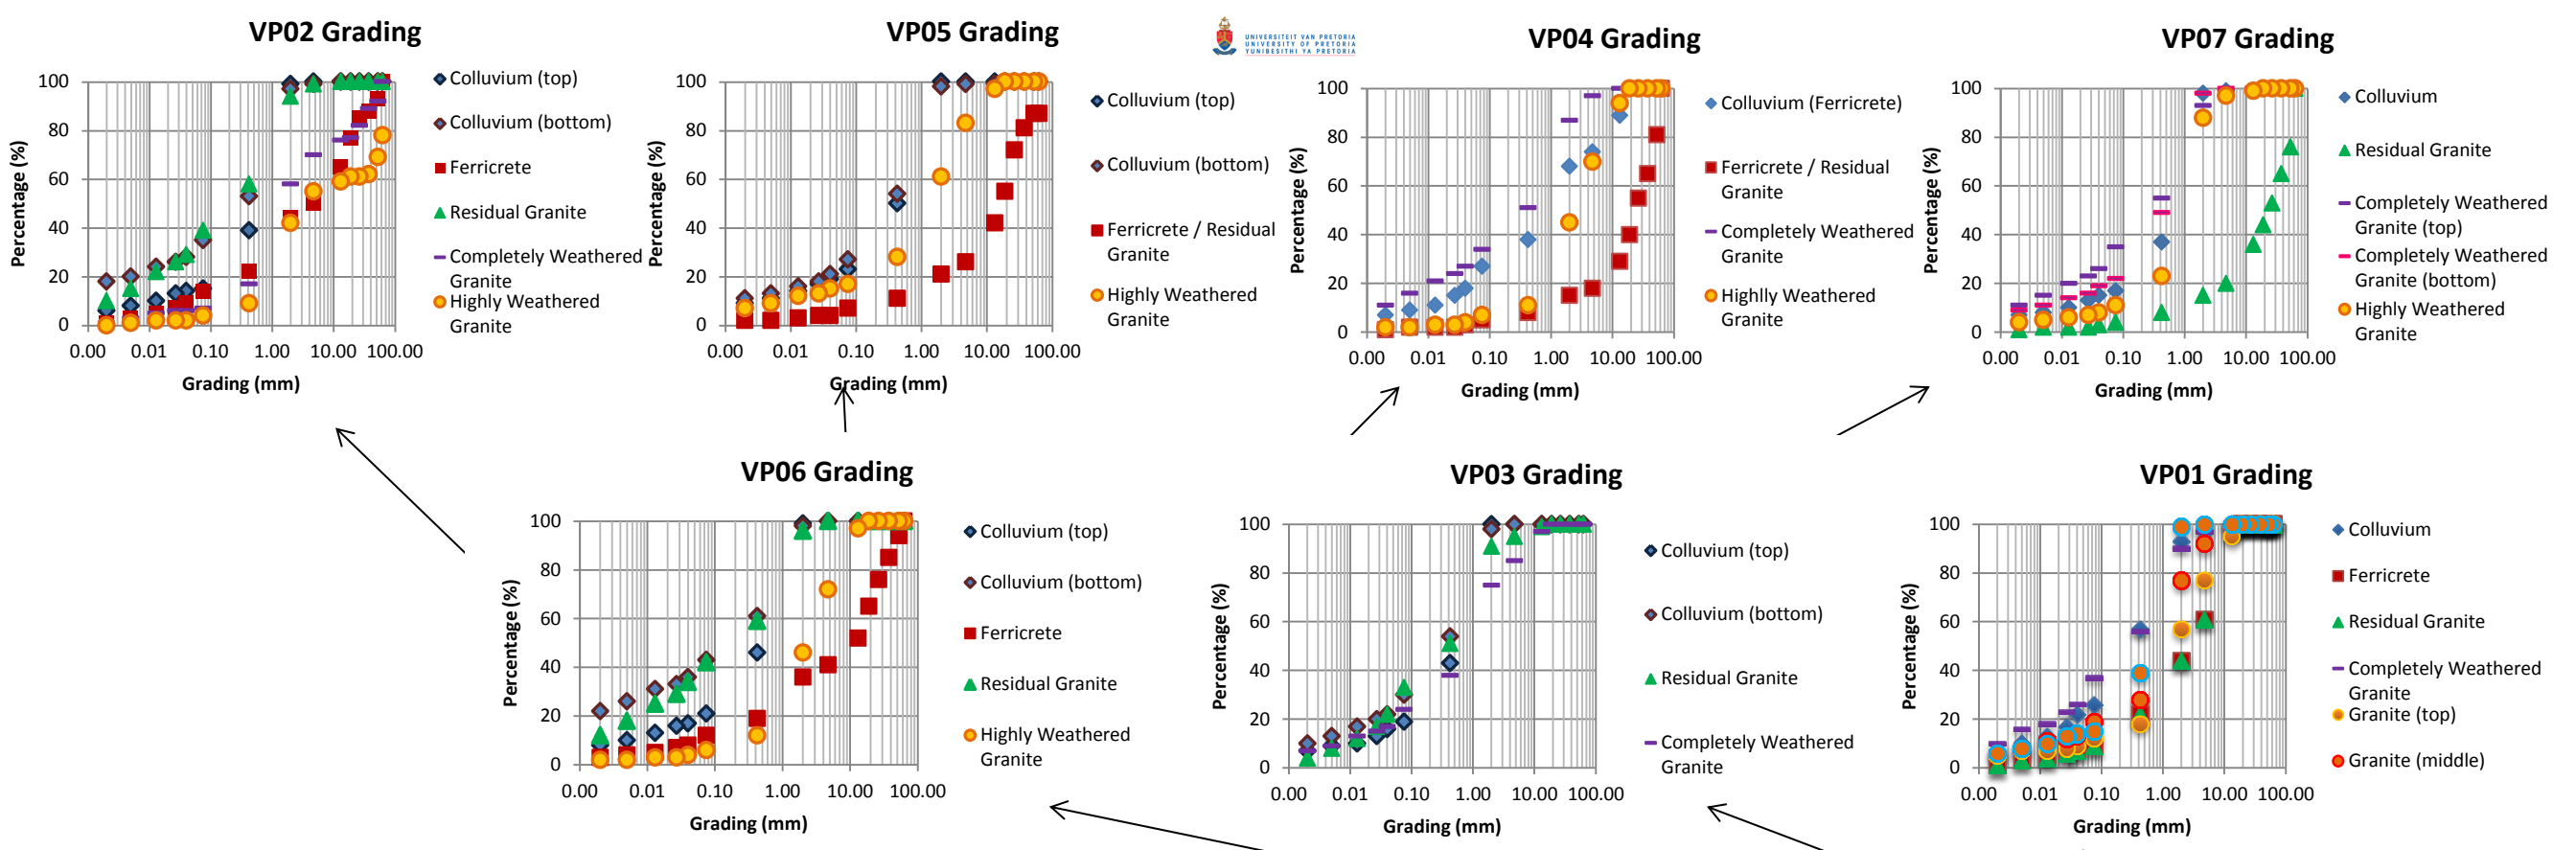 VP02 Grading
Percentage (%)
100
80
60
40
20
0
0.00 0.01 0.10 1.00 10.00 100.00
Grading (mm)
Colluvium (top)
Colluvium (bottom)
Ferricrete
Residual Granite
Completely Weathered
Granite
Highly Weathered
Granite
VP05 Grading
Percentage (%)
100
80
60
40
20
0
0.00 0.01 0.10 1.00 10.00 100.00
Grading (mm)
Colluvium (top)
Colluvium (bottom)
Ferricrete / Residual
Granite
Highly Weathered
Granite
UNIVERSITEIT VAN PRETORIA
UNIVERSITY OF PRETORIA
YUNIBESITHI YA PRETORIA
VP04 Grading
Percentage (%)
100
80
60
40
20
0
0.00 0.01 0.10 1.00 10.00 100.00
Grading (mm)
Colluvium (Ferricrete)
Ferricrete / Residual
Granite
Completely Weathered
Granite
Highlly Weathered
Granite
VP07 Grading
Percentage (%)
100
80
60
40
20
0
0.00 0.01 0.10 1.00 10.00 100.00
Grading (mm)
Colluvium
Residual Granite
Completely Weathered
Granite (top)
Completely Weathered
Granite (bottom)
Highly Weathered
Granite
VP06 Grading
Percentage (%)
100
80
60
40
20
0
0.00 0.01 0.10 1.00 10.00 100.00
Grading (mm)
Colluvium (top)
Colluvium (bottom)
Ferricrete
Residual Granite
Highly Weathered
Granite
VP03 Grading
Percentage (%)
100
80
60
40
20
0
0.00 0.01 0.10 1.00 10.00 100.00
Grading (mm)
Colluvium (top)
Colluvium (bottom)
Residual Granite
Completely Weathered
Granite
VP01 Grading
Percentage (%)
100
80
60
40
20
0
0.00 0.01 0.10 1.00 10.00 100.00
Grading (mm)
Colluvium
Ferricrete
Residual Granite
Completely Weathered
Granite
Granite (top)
Granite (middle)